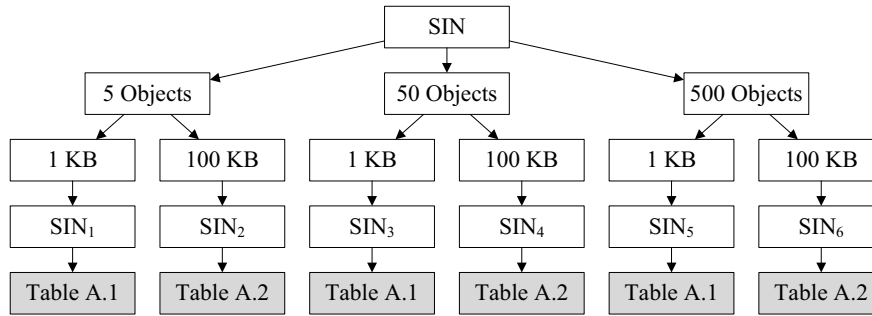 SIN
5 Objects 50 Objects 500 Objects
1 KB 100 KB 1 KB 100 KB 1 KB 100 KB
SIN₁ SIN₂ SIN₃ SIN₄ SIN₅ SIN₆
Table A.1 Table A.2 Table A.1 Table A.2 Table A.1 Table A.2